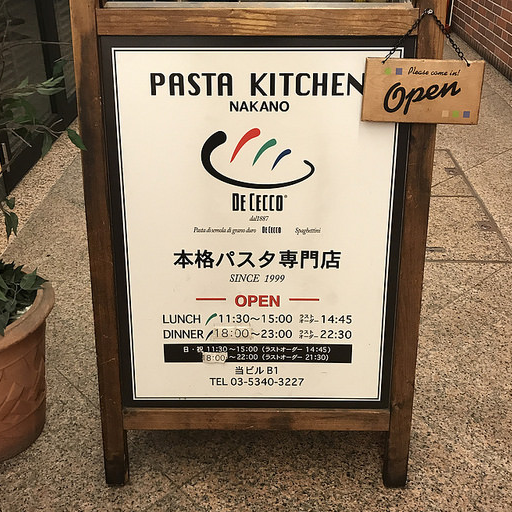 PASTA KITCHEN
NAKANO
Please come in!
Open
DE CECCO®
dal 1887
Pasta di semola di grano duro DE CECCO Spaghettini
本格パスタ専門店
SINCE 1999
OPEN
LUNCH 11:30～15:00 ラストオーダー 14:45
DINNER 18:00～23:00 ラストオーダー 22:30
日・祝 11:30～15:00 (ラストオーダー 14:45)
18:00～22:00 (ラストオーダー 21:30)
当ビル B1
TEL 03-5340-3227